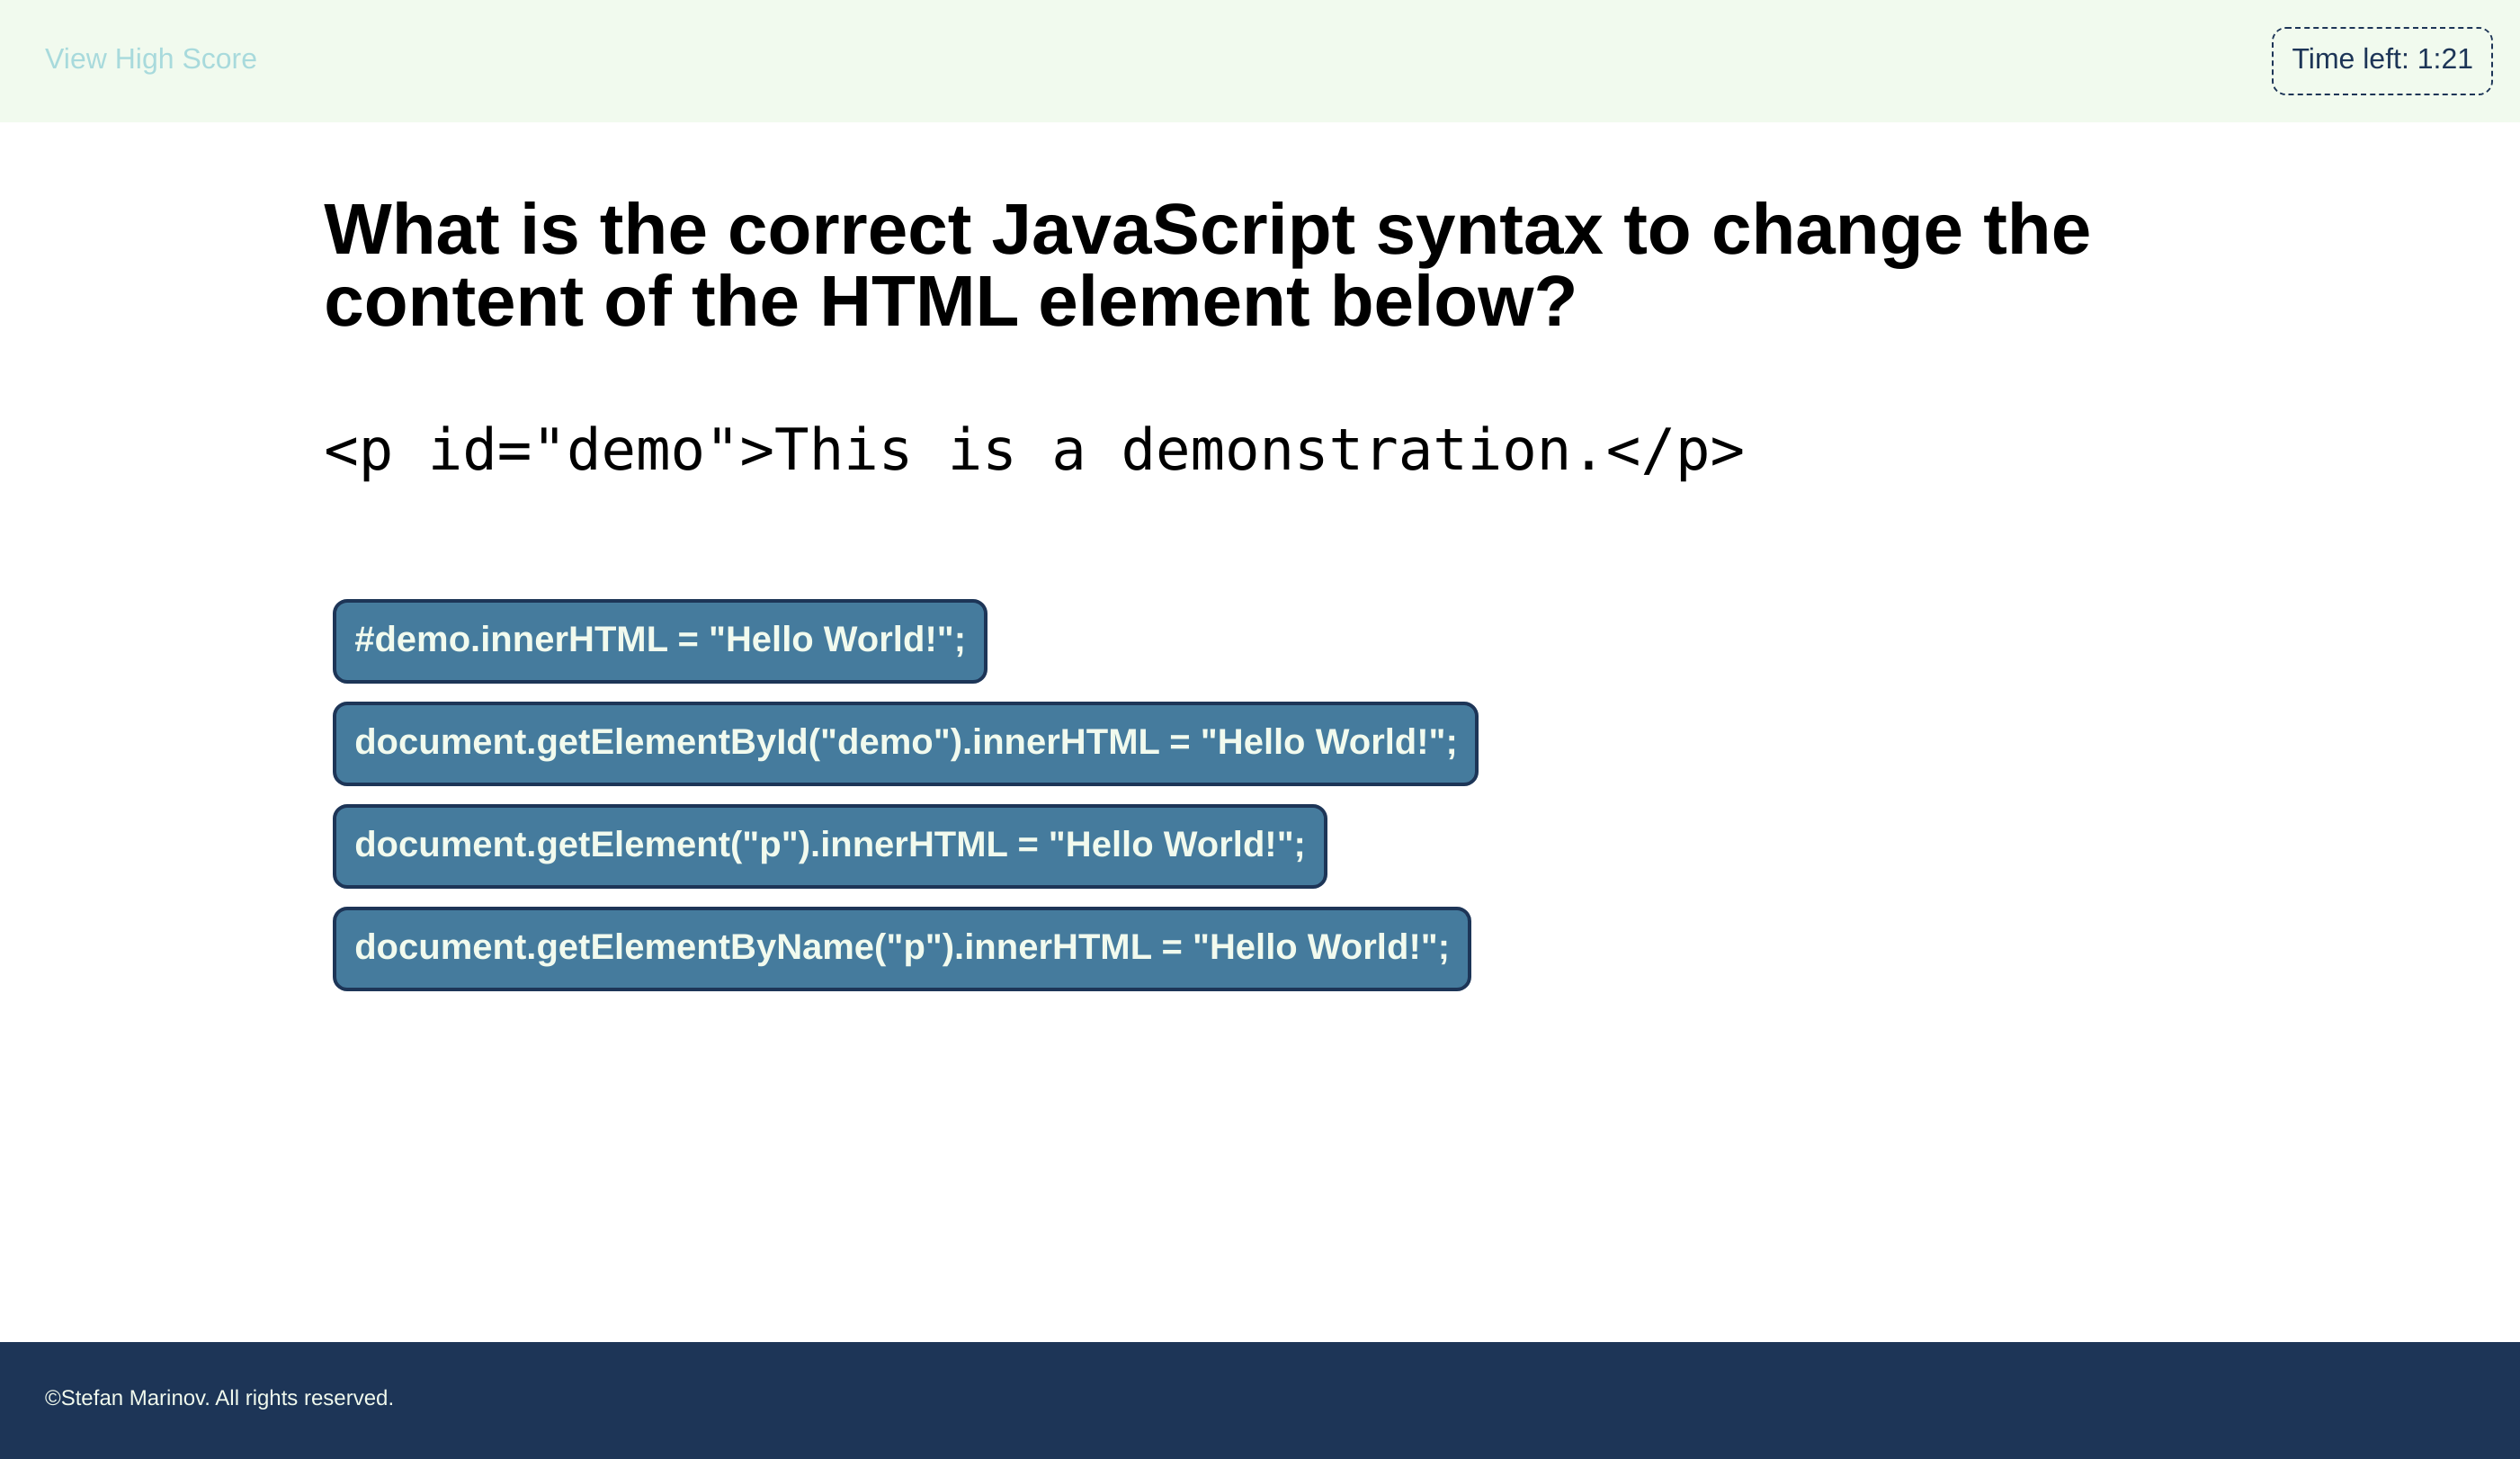 View High Score
Time left: 1:21
What is the correct JavaScript syntax to change the
content of the HTML element below?
<p id="demo">This is a demonstration.</p>
#demo.innerHTML = "Hello World!";
document.getElementById("demo").innerHTML = "Hello World!";
document.getElement("p").innerHTML = "Hello World!";
document.getElementByName("p").innerHTML = "Hello World!";
©Stefan Marinov. All rights reserved.